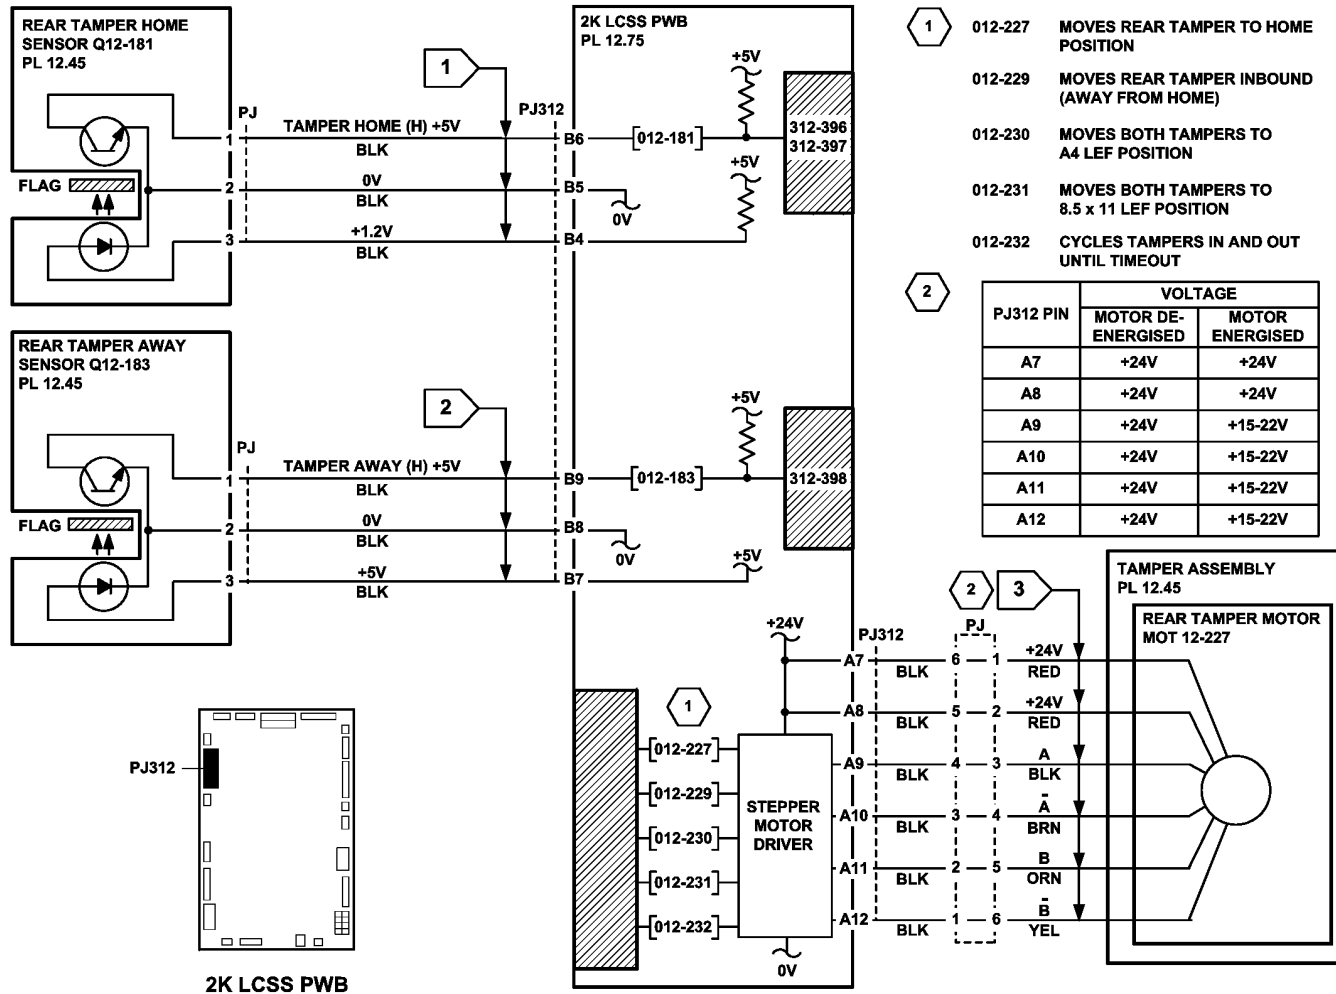 REAR TAMPER HOME
SENSOR Q12-181
PL 12.45
FLAG
PJ
1
TAMPER HOME (H) +5V
BLK
2
0V
BLK
3
+1.2V
BLK
1
PJ312
2K LCSS PWB
PL 12.75
B6
[012-181]
+5V
312-396
312-397
B5
0V
+5V
B4
REAR TAMPER AWAY
SENSOR Q12-183
PL 12.45
FLAG
PJ
1
TAMPER AWAY (H) +5V
BLK
2
0V
BLK
3
+5V
BLK
2
B9
[012-183]
+5V
312-398
B8
0V
B7
+5V
1
012-227 MOVES REAR TAMPER TO HOME
POSITION
012-229 MOVES REAR TAMPER INBOUND
(AWAY FROM HOME)
012-230 MOVES BOTH TAMPERS TO
A4 LEF POSITION
012-231 MOVES BOTH TAMPERS TO
8.5 x 11 LEF POSITION
012-232 CYCLES TAMPERS IN AND OUT
UNTIL TIMEOUT
2
PJ312 PIN VOLTAGE
MOTOR DE-
ENERGISED
MOTOR
ENERGISED
A7 +24V +24V
A8 +24V +24V
A9 +24V +15-22V
A10 +24V +15-22V
A11 +24V +15-22V
A12 +24V +15-22V
TAMPER ASSEMBLY
PL 12.45
REAR TAMPER MOTOR
MOT 12-227
2
3
+24V
PJ312
PJ
A7 BLK 6 1 +24V RED
A8 BLK 5 2 +24V RED
A9 BLK 4 3 A BLK
A10 BLK 3 4 Ā BRN
A11 BLK 2 5 B ORN
A12 BLK 1 6 B̄ YEL
1
[012-227]
[012-229]
[012-230]
[012-231]
[012-232]
STEPPER
MOTOR
DRIVER
0V
PJ312
2K LCSS PWB